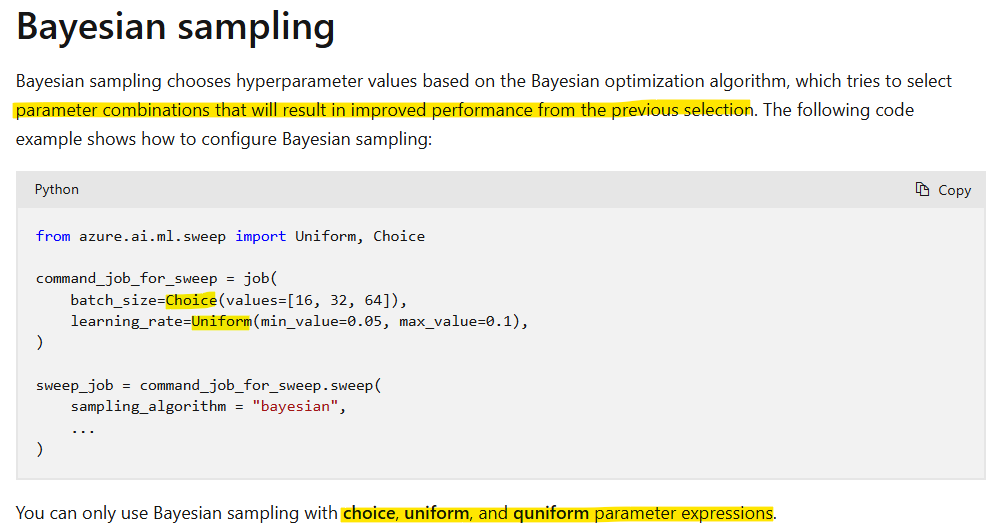 Bayesian sampling
Bayesian sampling chooses hyperparameter values based on the Bayesian optimization algorithm, which tries to select
parameter combinations that will result in improved performance from the previous selection. The following code
example shows how to configure Bayesian sampling:
Python
Copy
from azure.ai.ml.sweep import Uniform, Choice
command_job_for_sweep = job(
    batch_size=Choice(values=[16, 32, 64]),
    learning_rate=Uniform(min_value=0.05, max_value=0.1),
)
sweep_job = command_job_for_sweep.sweep(
    sampling_algorithm = "bayesian",
    ...
)
You can only use Bayesian sampling with choice, uniform, and quniform parameter expressions.